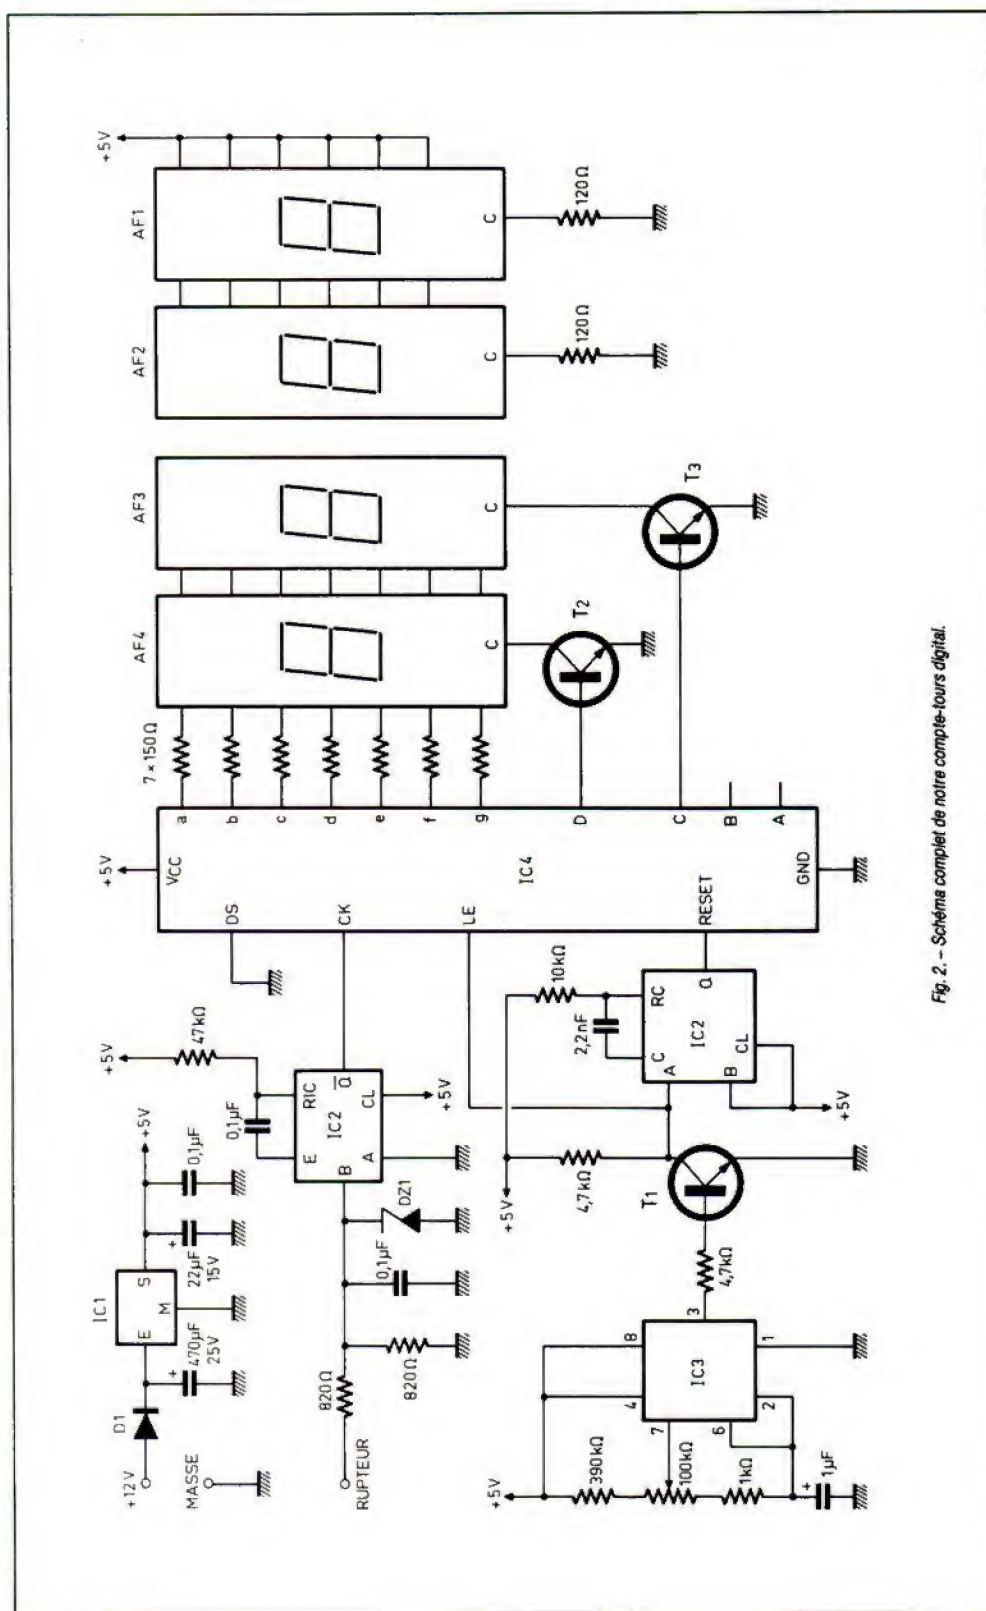 +12V
D1
MASSE
470µF
25V
IC1
E
S
M
22µF
15V
0,1µF
+5V
RUPTEUR
820Ω
820Ω
0,1µF
DZ1
+5V
47kΩ
0,1µF
E
RIC
B
IC2
Q
A
CL
+5V
+5V
390kΩ
100kΩ
1kΩ
1µF
4
8
7
IC3
3
6
2
1
4,7kΩ
T1
+5V
4,7kΩ
10kΩ
2,2nF
C
RC
A
IC2
Q
B
CL
+5V
+5V
VCC
DS
CK
LE
RESET
IC4
GND
a
b
c
d
e
f
g
D
C
B
A
7 × 150Ω
AF4
C
T2
AF3
C
T3
AF2
C
120Ω
AF1
C
120Ω
+5V
Fig. 2. – Schéma complet de notre compte-tours digital.